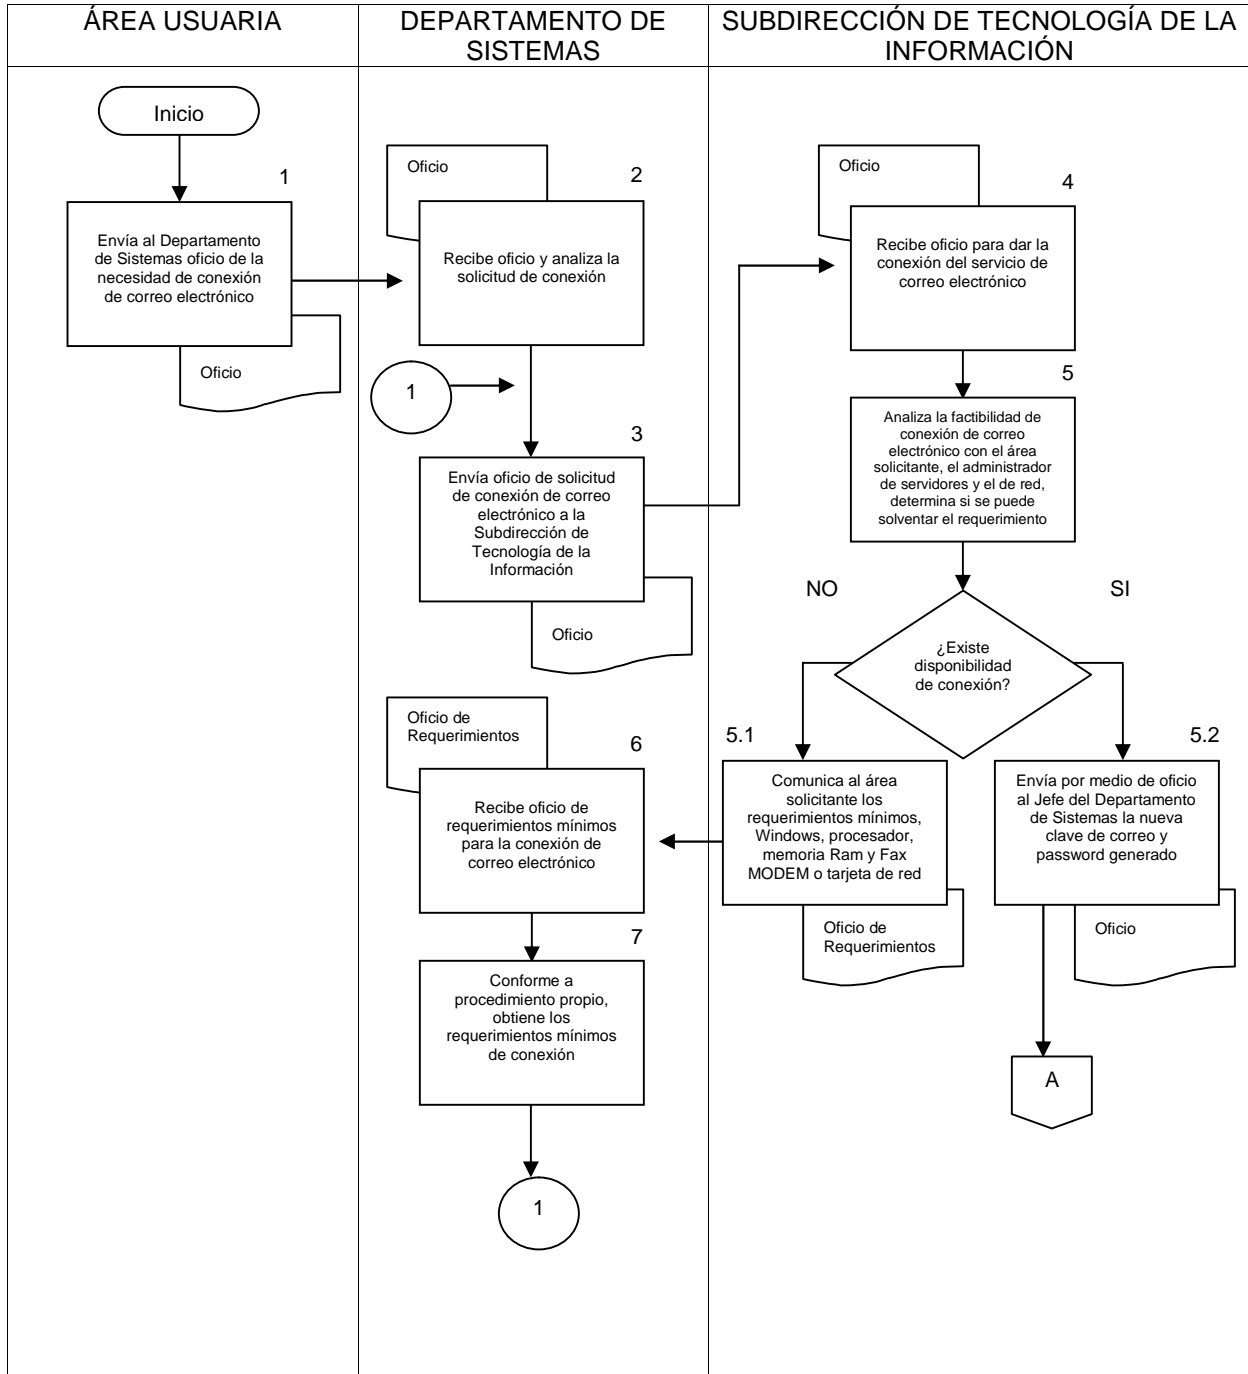 ÁREA USUARIA
DEPARTAMENTO DE
SISTEMAS
SUBDIRECCIÓN DE TECNOLOGÍA DE LA
INFORMACIÓN
Inicio
1
Envía al Departamento
de Sistemas oficio de la
necesidad de conexión
de correo electrónico
Oficio
Oficio
2
Recibe oficio y analiza la
solicitud de conexión
1
3
Envía oficio de solicitud
de conexión de correo
electrónico a la
Subdirección de
Tecnología de la
Información
Oficio
Oficio
4
Recibe oficio para dar la
conexión del servicio de
correo electrónico
5
Analiza la factibilidad de
conexión de correo
electrónico con el área
solicitante, el administrador
de servidores y el de red,
determina si se puede
solventar el requerimiento
NO
SI
¿Existe
disponibilidad
de conexión?
5.1
Comunica al área
solicitante los
requerimientos mínimos,
Windows, procesador,
memoria Ram y Fax
MODEM o tarjeta de red
Oficio de
Requerimientos
5.2
Envía por medio de oficio
al Jefe del Departamento
de Sistemas la nueva
clave de correo y
password generado
Oficio
A
Oficio de
Requerimientos
6
Recibe oficio de
requerimientos mínimos
para la conexión de
correo electrónico
7
Conforme a
procedimiento propio,
obtiene los
requerimientos mínimos
de conexión
1